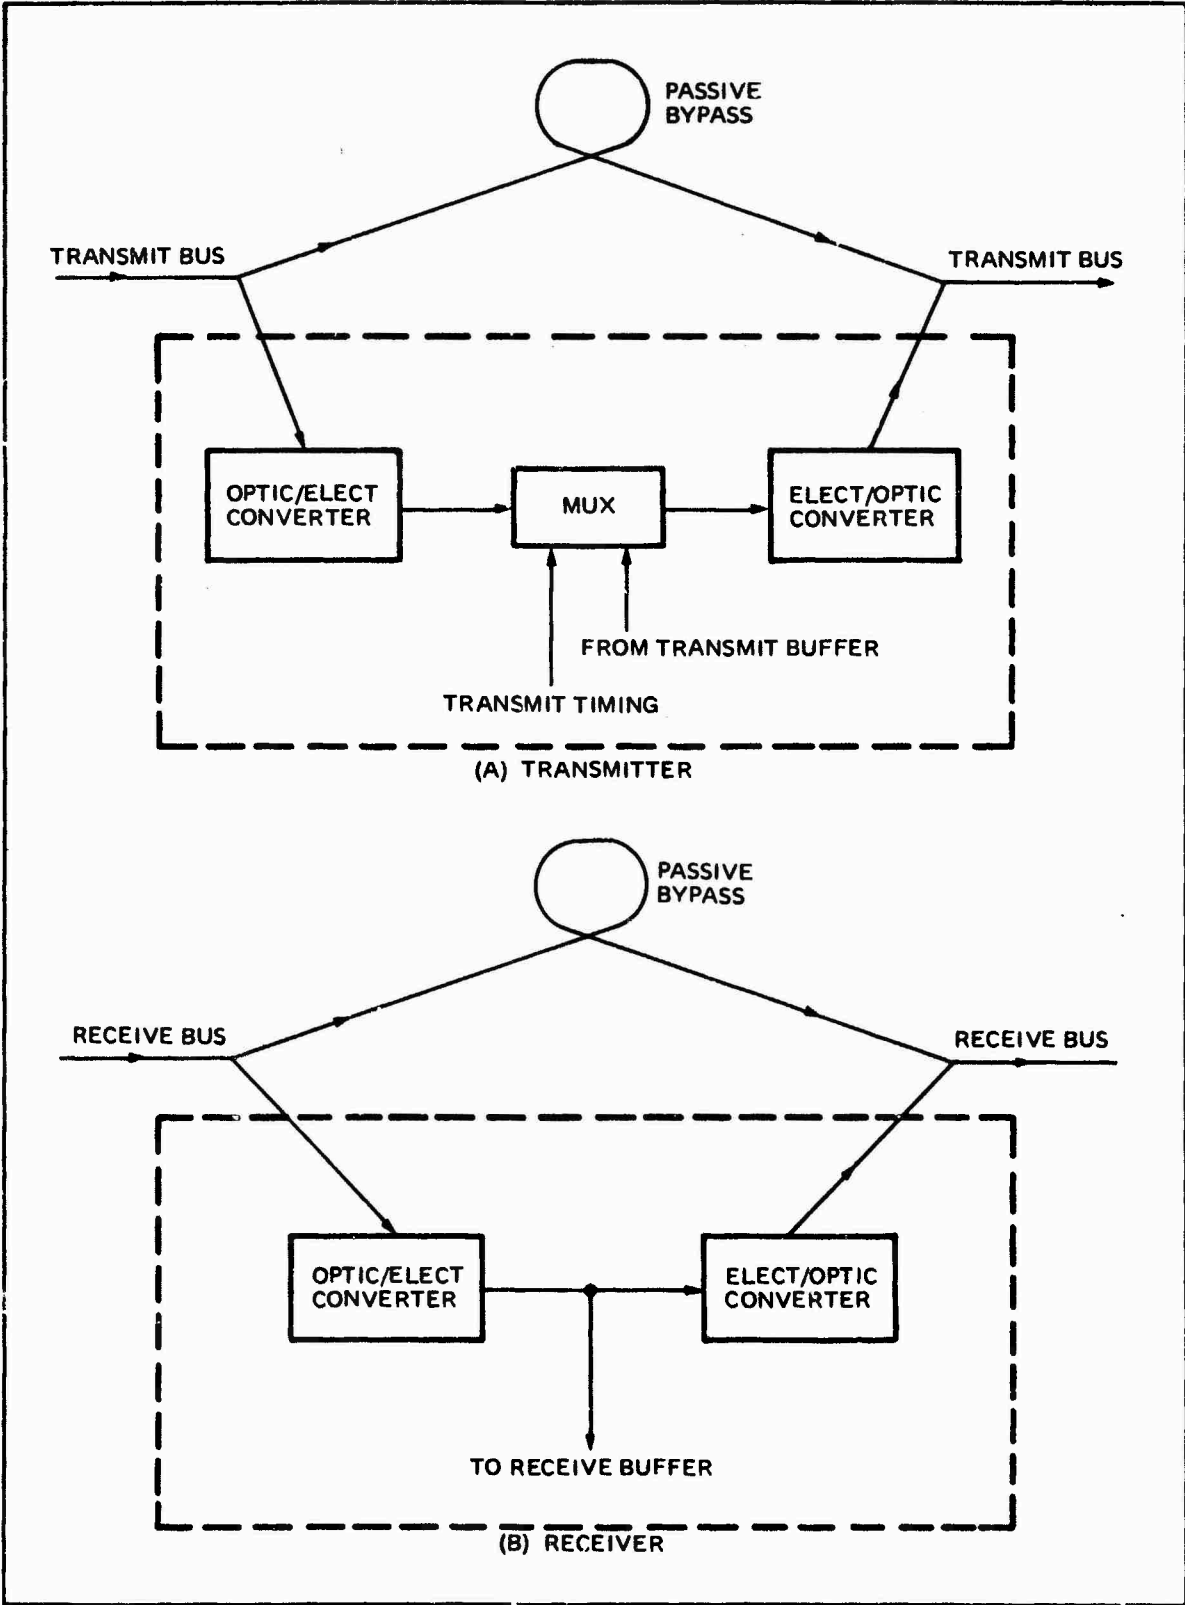 PASSIVE
BYPASS
TRANSMIT BUS
TRANSMIT BUS
OPTIC/ELECT
CONVERTER
MUX
ELECT/OPTIC
CONVERTER
FROM TRANSMIT BUFFER
TRANSMIT TIMING
(A) TRANSMITTER
PASSIVE
BYPASS
RECEIVE BUS
RECEIVE BUS
OPTIC/ELECT
CONVERTER
ELECT/OPTIC
CONVERTER
TO RECEIVE BUFFER
(B) RECEIVER